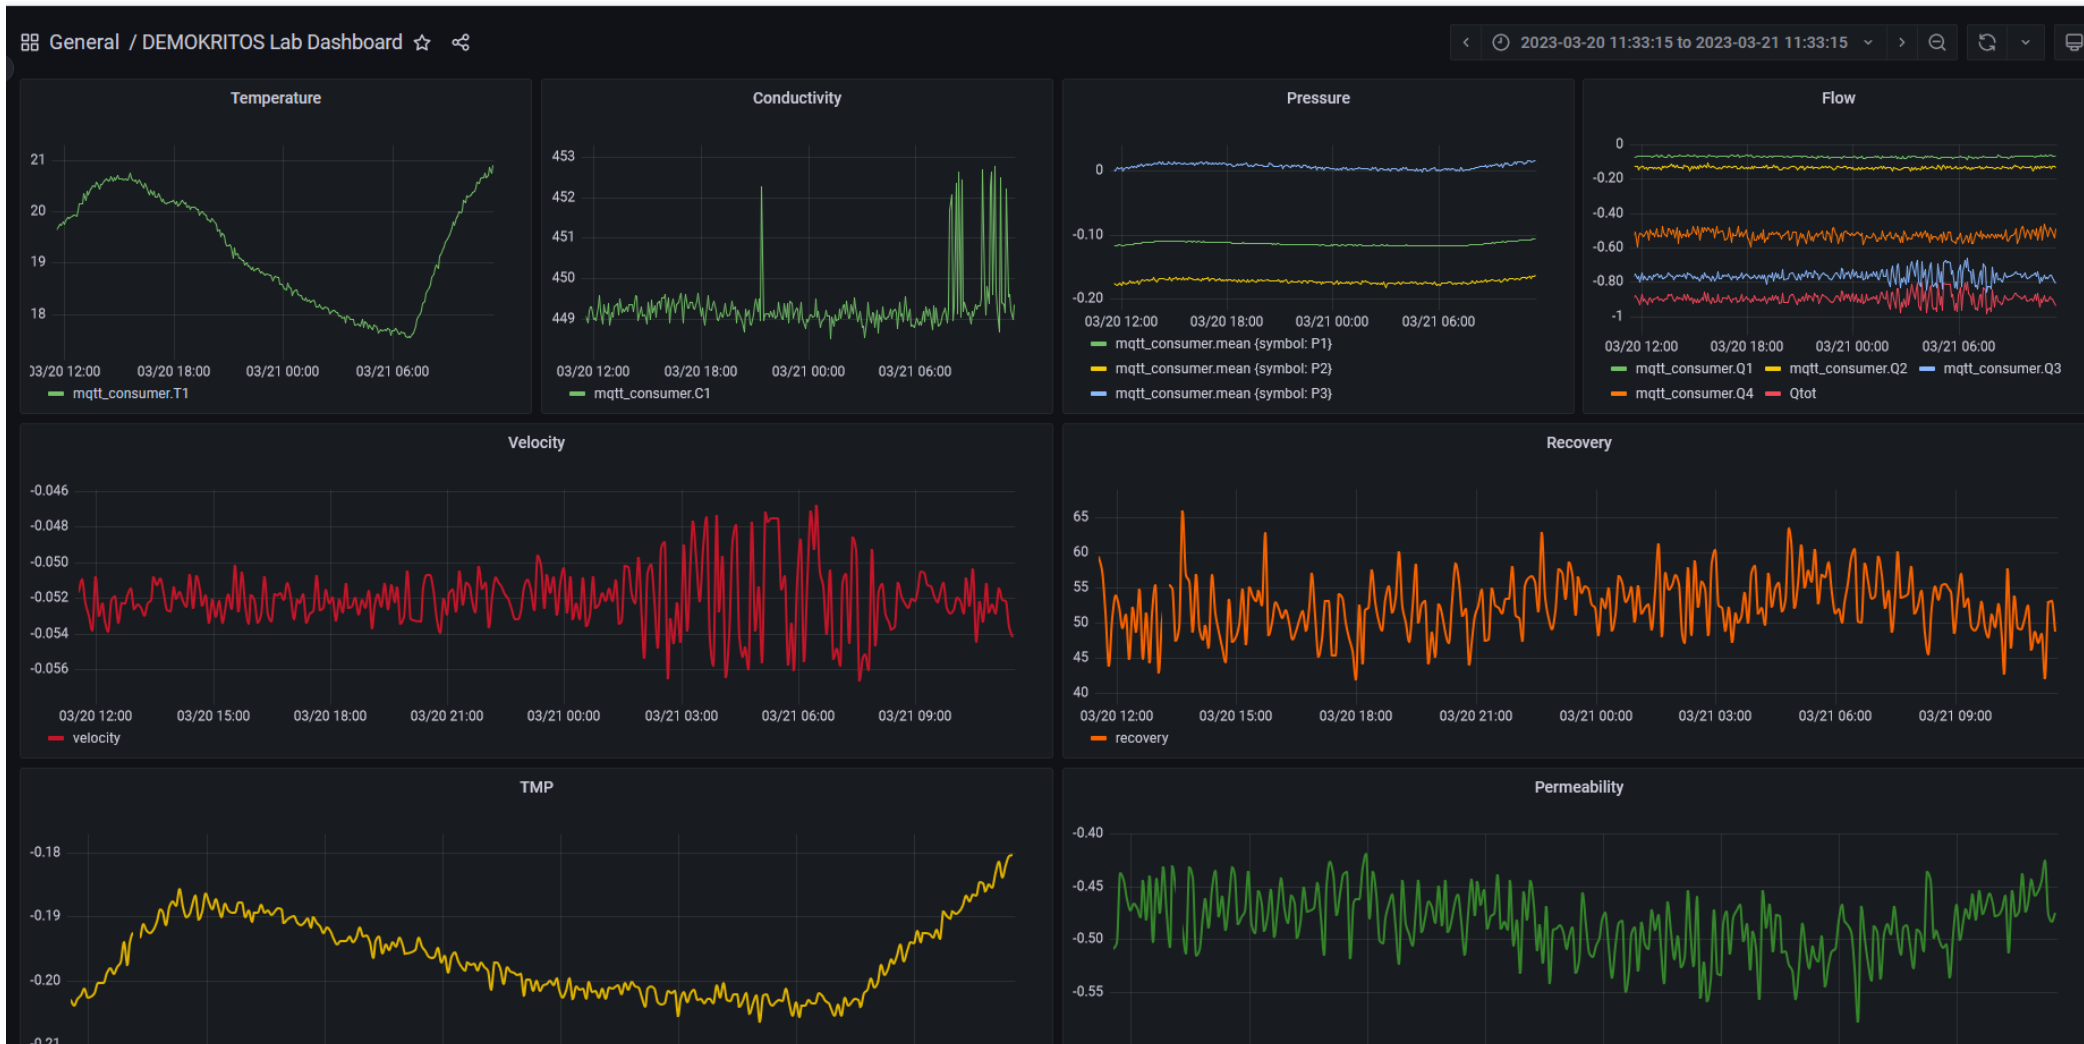 General / DEMOKRITOS Lab Dashboard
2023-03-20 11:33:15 to 2023-03-21 11:33:15
Temperature
21
20
19
18
03/20 12:00 03/20 18:00 03/21 00:00 03/21 06:00
mqtt_consumer.T1
Conductivity
453
452
451
450
449
03/20 12:00 03/20 18:00 03/21 00:00 03/21 06:00
mqtt_consumer.C1
Pressure
0
-0.10
-0.20
03/20 12:00 03/20 18:00 03/21 00:00 03/21 06:00
mqtt_consumer.mean {symbol: P1}
mqtt_consumer.mean {symbol: P2}
mqtt_consumer.mean {symbol: P3}
Flow
0
-0.20
-0.40
-0.60
-0.80
-1
03/20 12:00 03/20 18:00 03/21 00:00 03/21 06:00
mqtt_consumer.Q1 mqtt_consumer.Q2 mqtt_consumer.Q3
mqtt_consumer.Q4 Qtot
Velocity
-0.046
-0.048
-0.050
-0.052
-0.054
-0.056
03/20 12:00 03/20 15:00 03/20 18:00 03/20 21:00 03/21 00:00 03/21 03:00 03/21 06:00 03/21 09:00
velocity
Recovery
65
60
55
50
45
40
03/20 12:00 03/20 15:00 03/20 18:00 03/20 21:00 03/21 00:00 03/21 03:00 03/21 06:00 03/21 09:00
recovery
TMP
-0.18
-0.19
-0.20
-0.21
Permeability
-0.40
-0.45
-0.50
-0.55